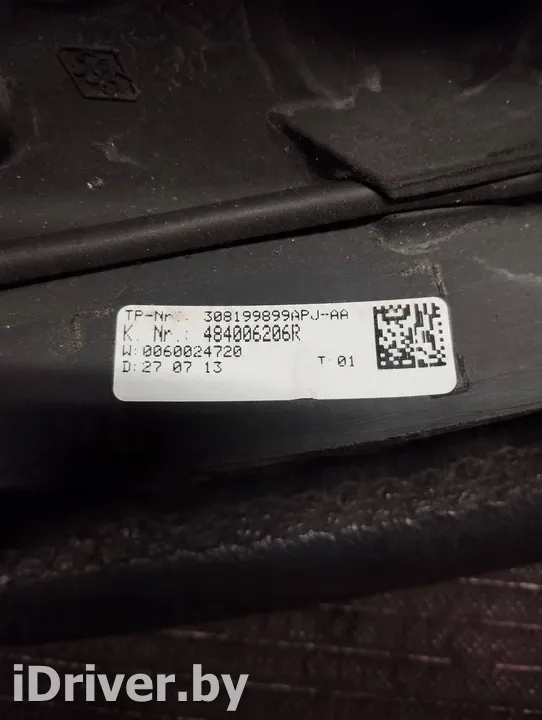 TP-Nr.: 308199899APJ-AA
K. Nr.: 484006206R
W:0060024720
D:27 07 13 T:01
iDriver.by